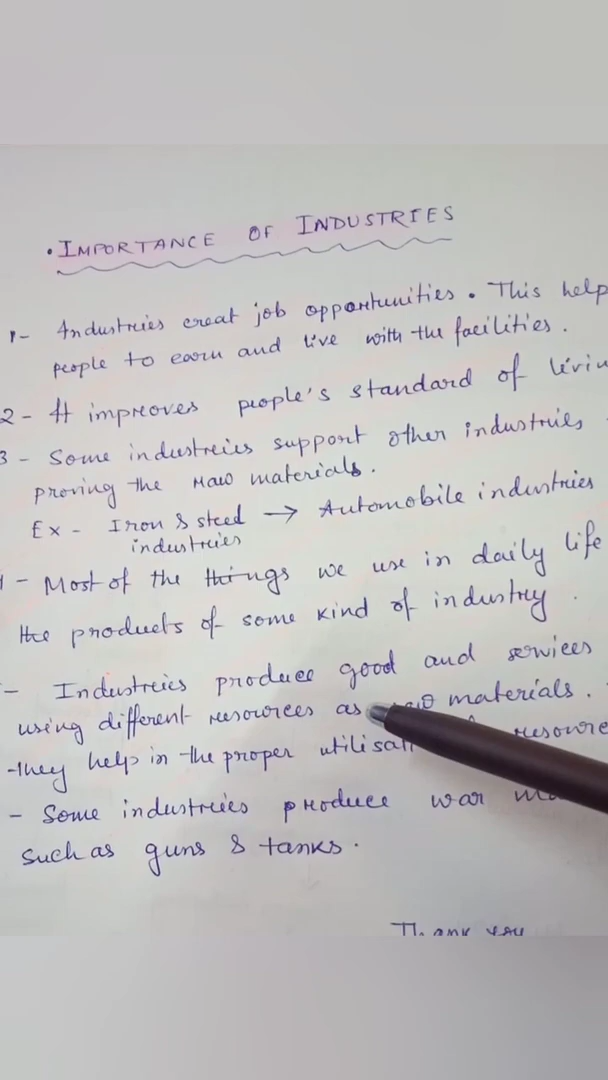 • IMPORTANCE OF INDUSTRIES
1- Industries creat job opportunities. This help
people to earn and live with the facilities.
2- It improves people's standard of
3- Some industries support other industries
proving the raw materials.
Ex - Iron & steel → Automobile industries
industries
- Most of the things we use in daily life
the products of some kind of industry.
- Industries produce good and services
using different resources as materials.
They help in the proper
- Some industries produce war
such as guns & tanks.
Thank you